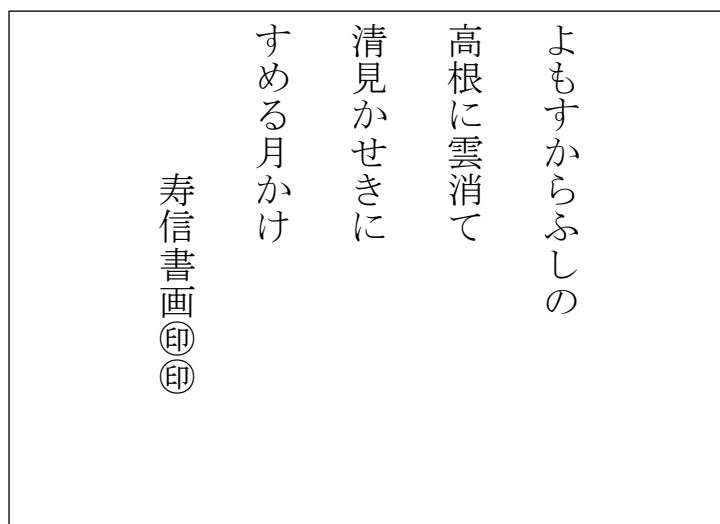 よもすからふしの
高根に雲消て
清見かせきに
すめる月かけ
寿信書画㊞㊞